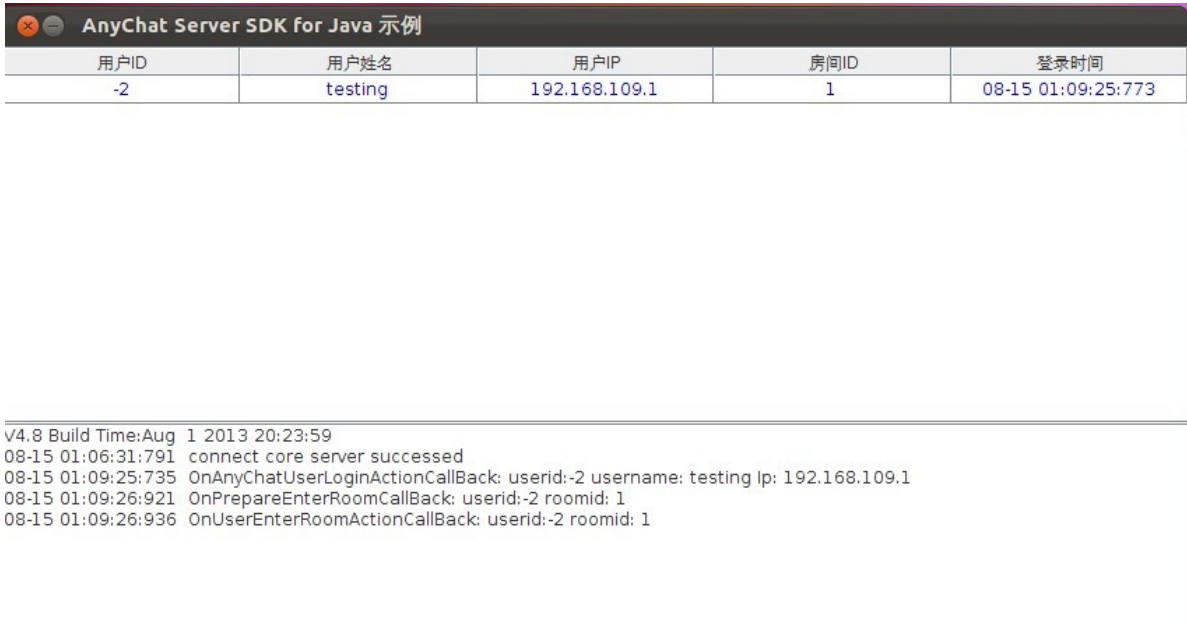 AnyChat Server SDK for Java 示例
用户ID 用户姓名 用户IP 房间ID 登录时间
-2 testing 192.168.109.1 1 08-15 01:09:25:773
V4.8 Build Time:Aug  1 2013 20:23:59
08-15 01:06:31:791  connect core server successed
08-15 01:09:25:735  OnAnyChatUserLoginActionCallBack: userid:-2 username: testing Ip: 192.168.109.1
08-15 01:09:26:921  OnPrepareEnterRoomCallBack: userid:-2 roomid: 1
08-15 01:09:26:936  OnUserEnterRoomActionCallBack: userid:-2 roomid: 1